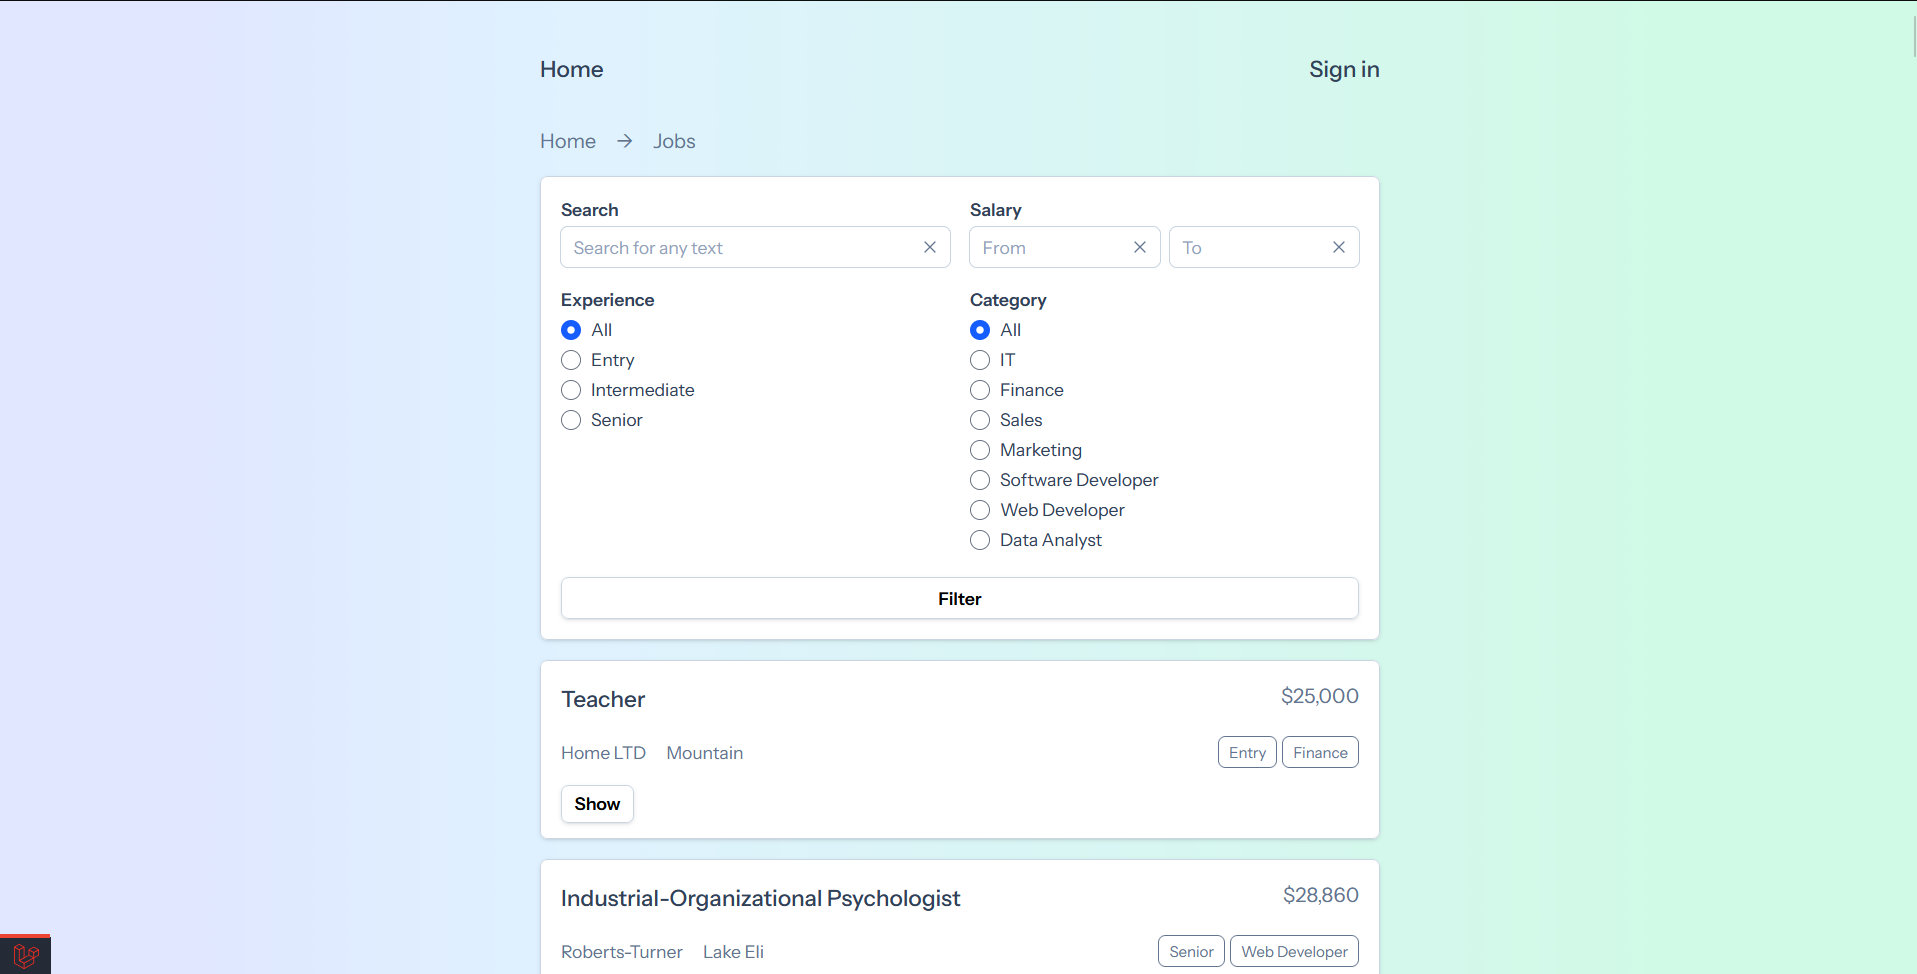 Home Sign in
Home → Jobs
Search
Search for any text
Salary
From To
Experience
All
Entry
Intermediate
Senior
Category
All
IT
Finance
Sales
Marketing
Software Developer
Web Developer
Data Analyst
Filter
Teacher $25,000
Home LTD Mountain Entry Finance
Show
Industrial-Organizational Psychologist $28,860
Roberts-Turner Lake Eli Senior Web Developer